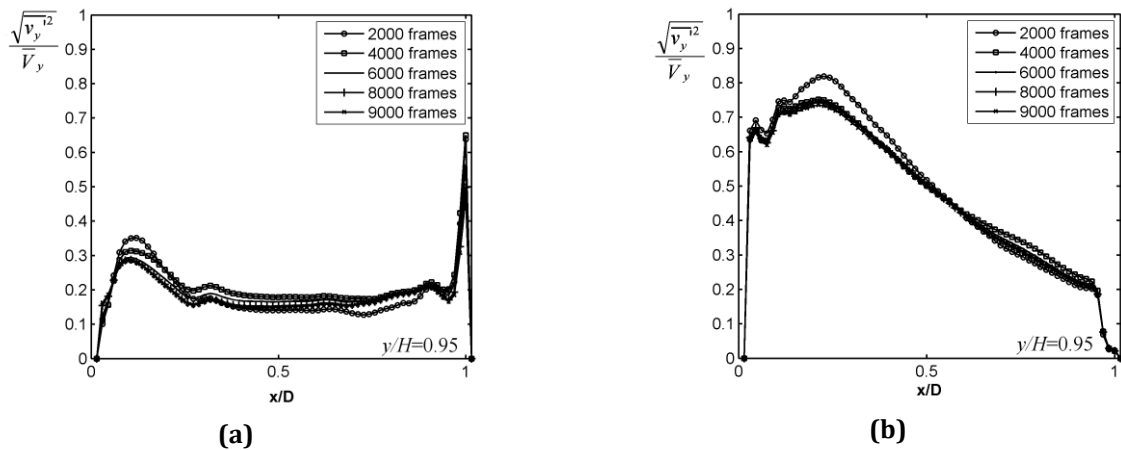 √v_y'² / V̄_y
1
0.9
0.8
0.7
0.6
0.5
0.4
0.3
0.2
0.1
0
2000 frames
4000 frames
6000 frames
8000 frames
9000 frames
y/H=0.95
0
0.5
1
x/D
(a)
√v_y'² / V̄_y
1
0.9
0.8
0.7
0.6
0.5
0.4
0.3
0.2
0.1
0
2000 frames
4000 frames
6000 frames
8000 frames
9000 frames
y/H=0.95
0
0.5
1
x/D
(b)